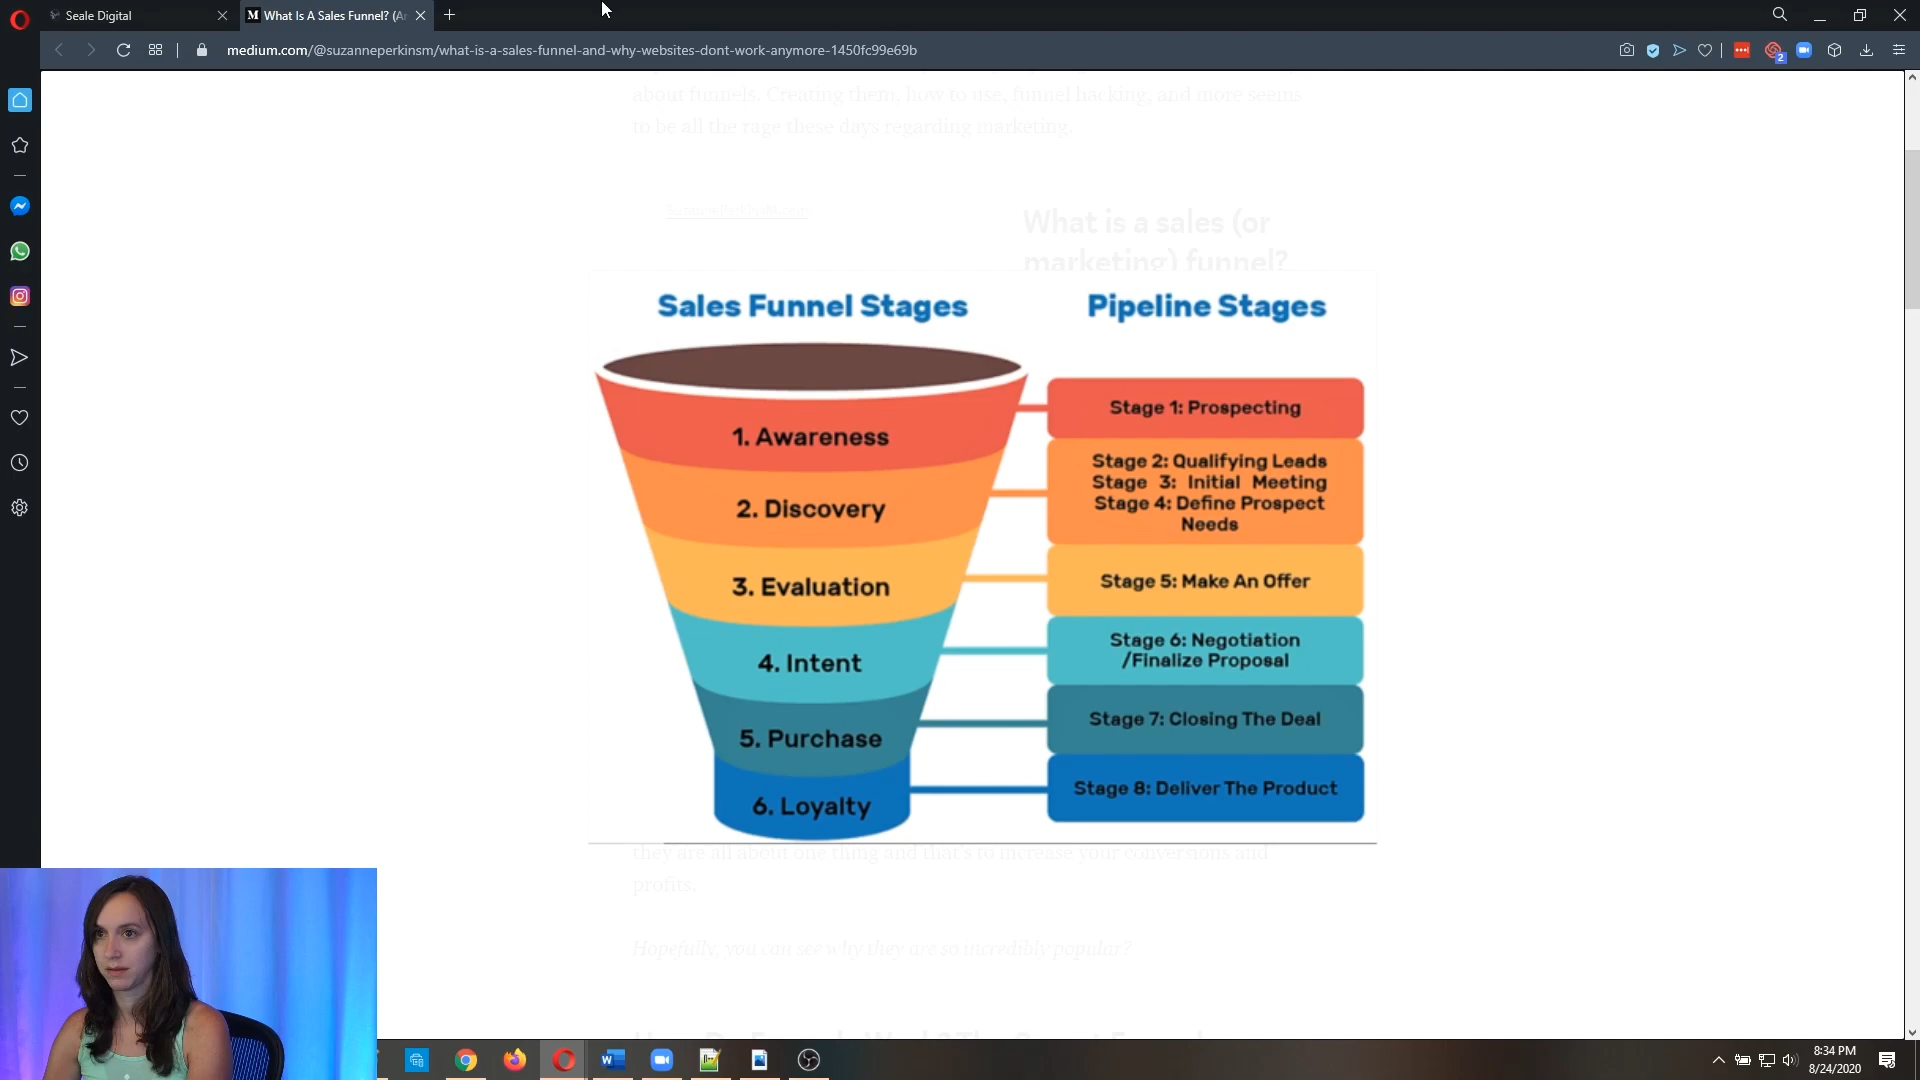 Seale Digital
What Is A Sales Funnel? (Ar
medium.com/@suzanneperkinsm/what-is-a-sales-funnel-and-why-websites-dont-work-anymore-1450fc99e69b
2
about funnels. Creating them, how to use, funnel hacking, and more seems
to be all the rage these days regarding marketing.
SuzannePerkinsM.com
What is a sales (or
marketing) funnel?
Sales Funnel Stages
Pipeline Stages
1. Awareness
Stage 1: Prospecting
2. Discovery
Stage 2: Qualifying Leads
Stage 3: Initial Meeting
Stage 4: Define Prospect
Needs
3. Evaluation
Stage 5: Make An Offer
4. Intent
Stage 6: Negotiation
/Finalize Proposal
5. Purchase
Stage 7: Closing The Deal
6. Loyalty
Stage 8: Deliver The Product
they are all about one thing and that's to increase your conversions and
profits.
Hopefully, you can see why they are so incredibly popular?
8:34 PM
8/24/2020